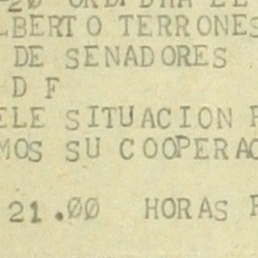 LBERTO TERRONES
DE SENADORES
D F
ELE SITUACION
MOS SU COOPERAC
21.00 HORAS